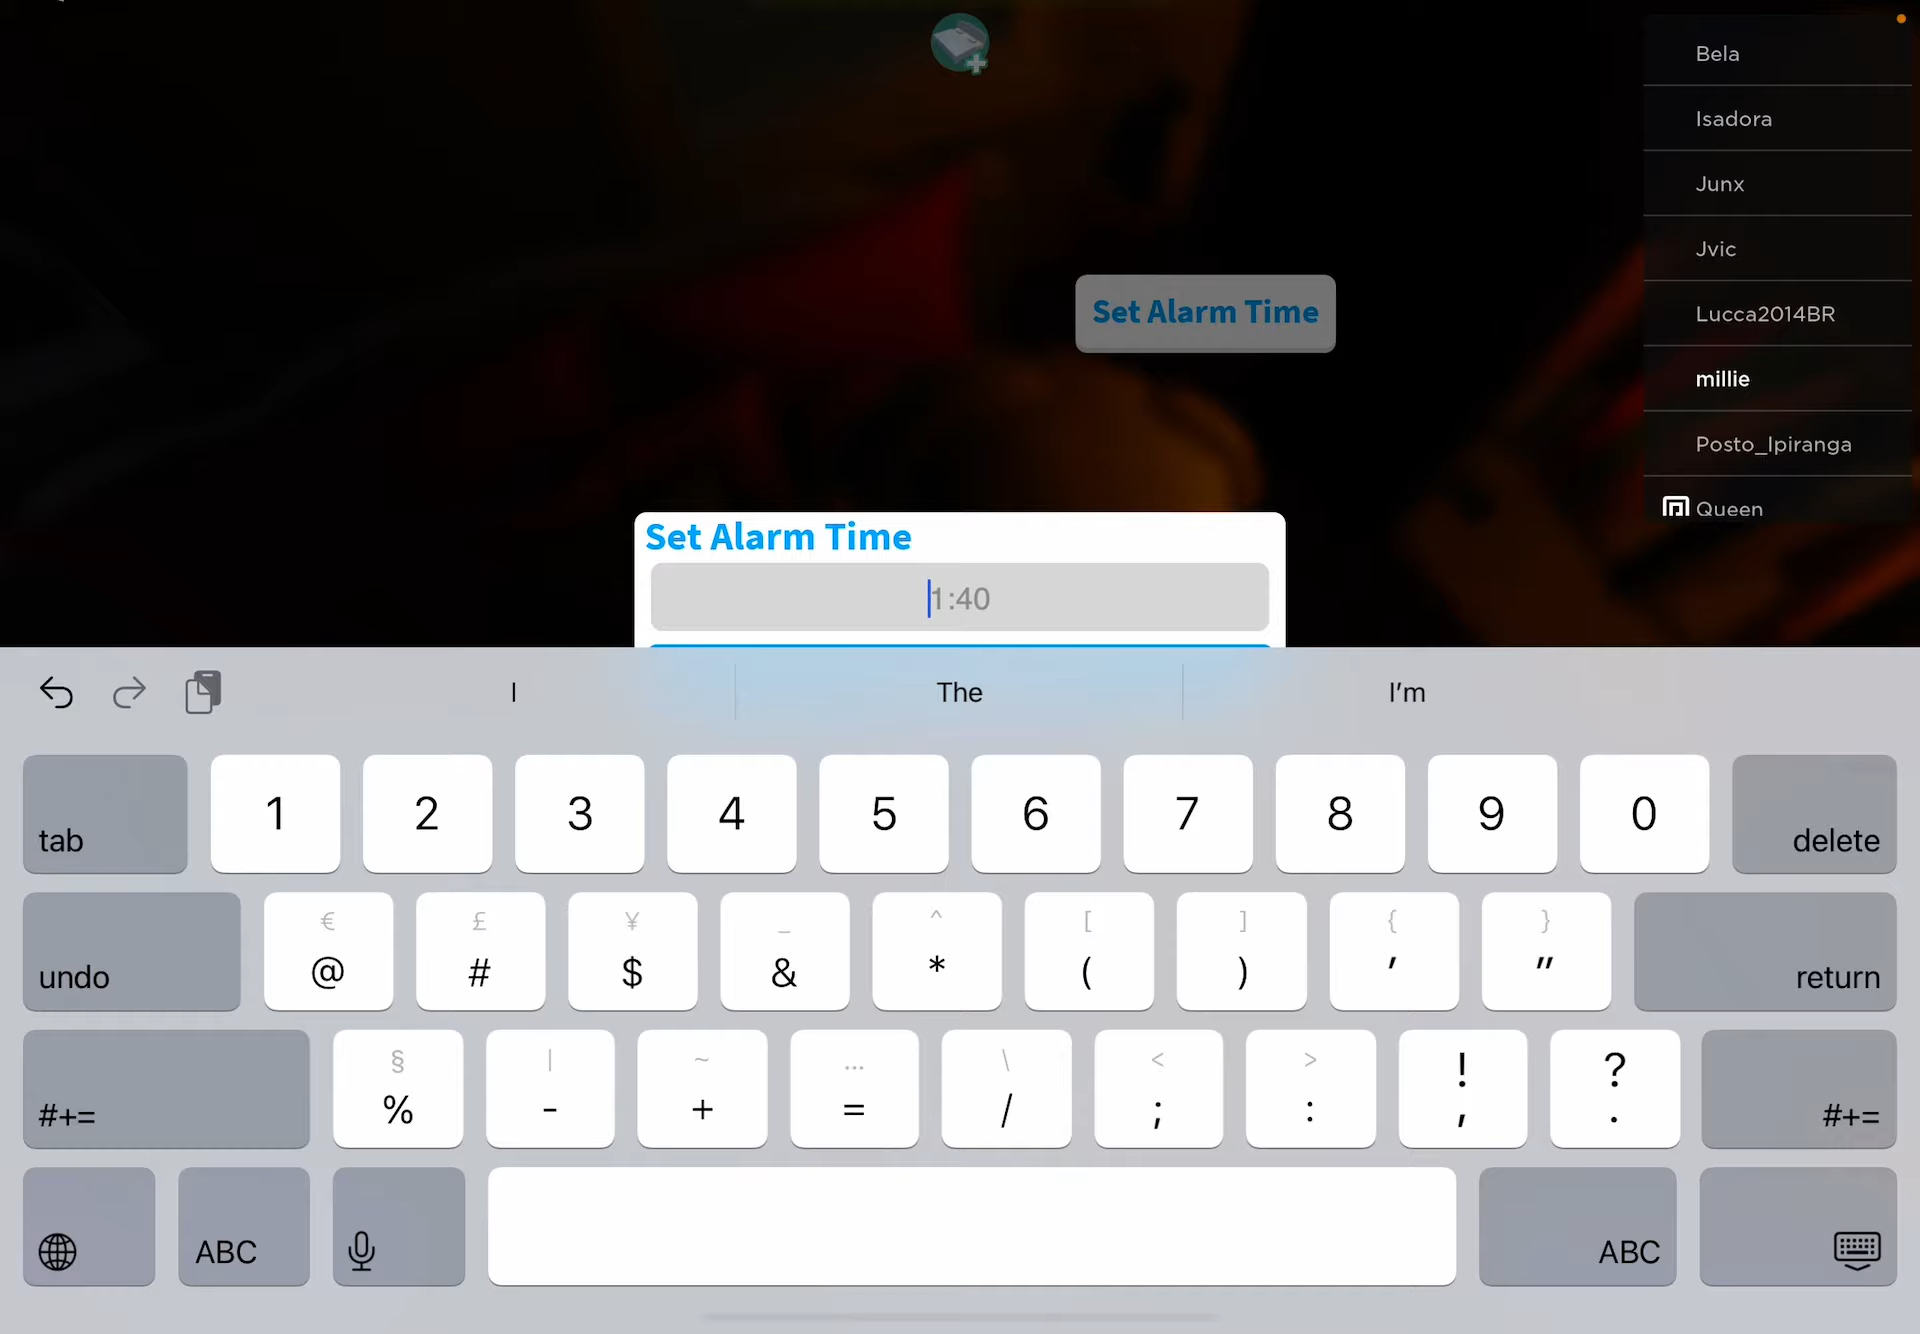 Bela
Isadora
Junx
Jvic
Lucca2014BR
millie
Posto_Ipiranga
Queen
Set Alarm Time
Set Alarm Time
1:40
I The I'm
tab 1 2 3 4 5 6 7 8 9 0 delete
€ £ ¥ _ ^ [ ] { }
undo @ # $ & * ( ) ' " return
§ | ~ … \ < > ! ?
#+= % - + = / ; : , . #+=
ABC ABC